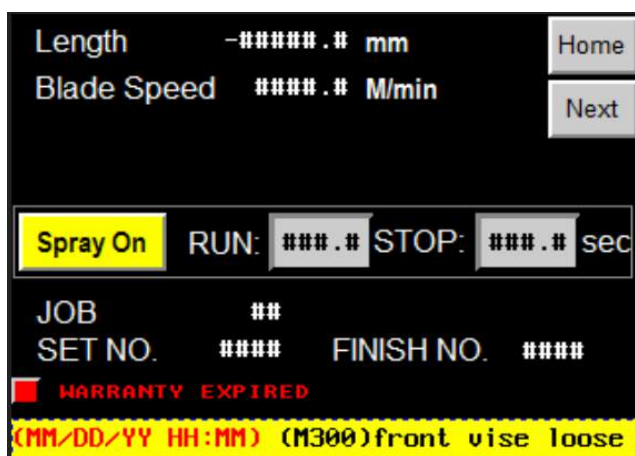 Length -#####.# mm
Home
Blade Speed ####.# M/min
Next
Spray On RUN: ###.# STOP: ###.# sec
JOB ##
SET NO. #### FINISH NO. ####
WARRANTY EXPIRED
(MM/DD/YY HH:MM) (M300)front vise loose